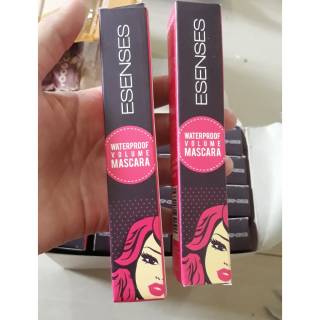 ESENSES
WATERPROOF
VOLUME
MASCARA
ESENSES
WATERPROOF
VOLUME
MASCARA